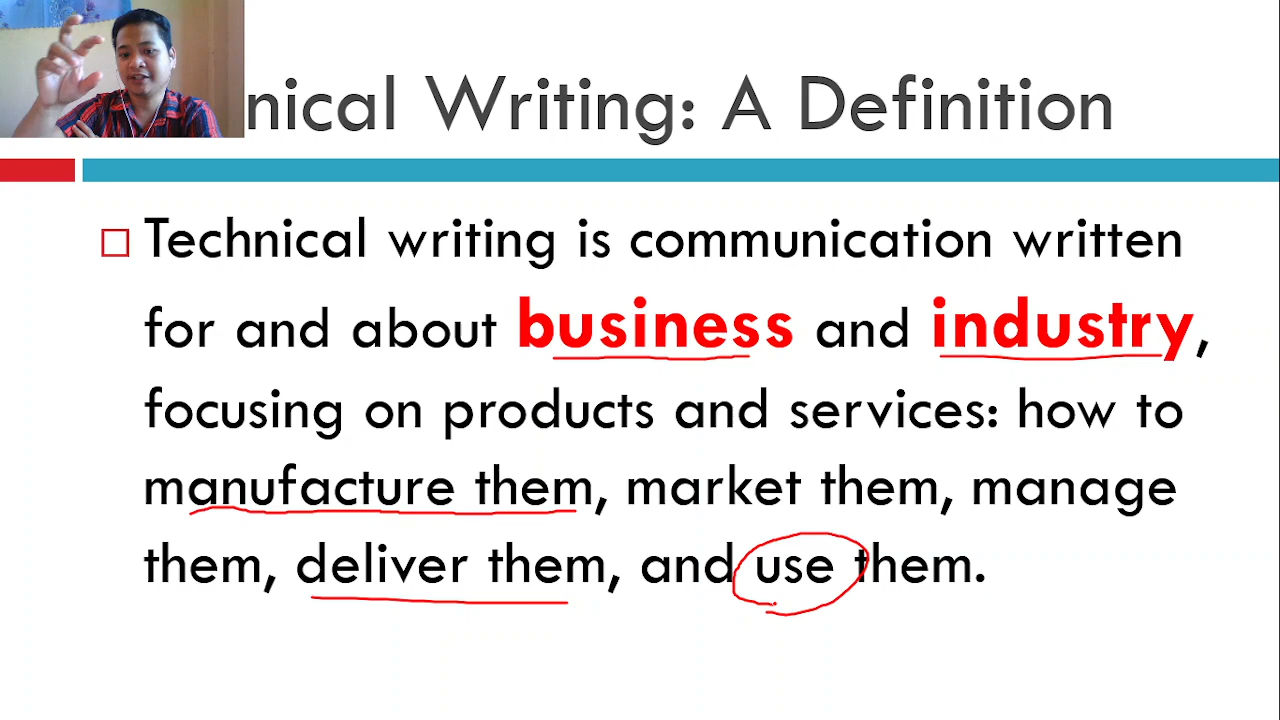 nical Writing: A Definition
Technical writing is communication written
for and about business and industry,
focusing on products and services: how to
manufacture them, market them, manage
them, deliver them, and use them.